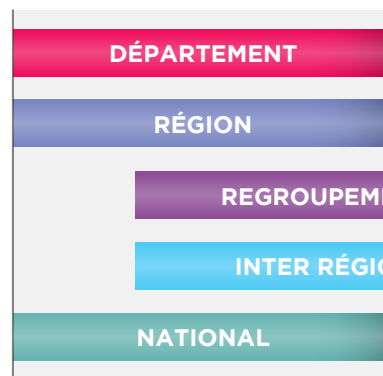 DÉPARTEMENT
RÉGION
REGROUPEM
INTER RÉGIO
NATIONAL